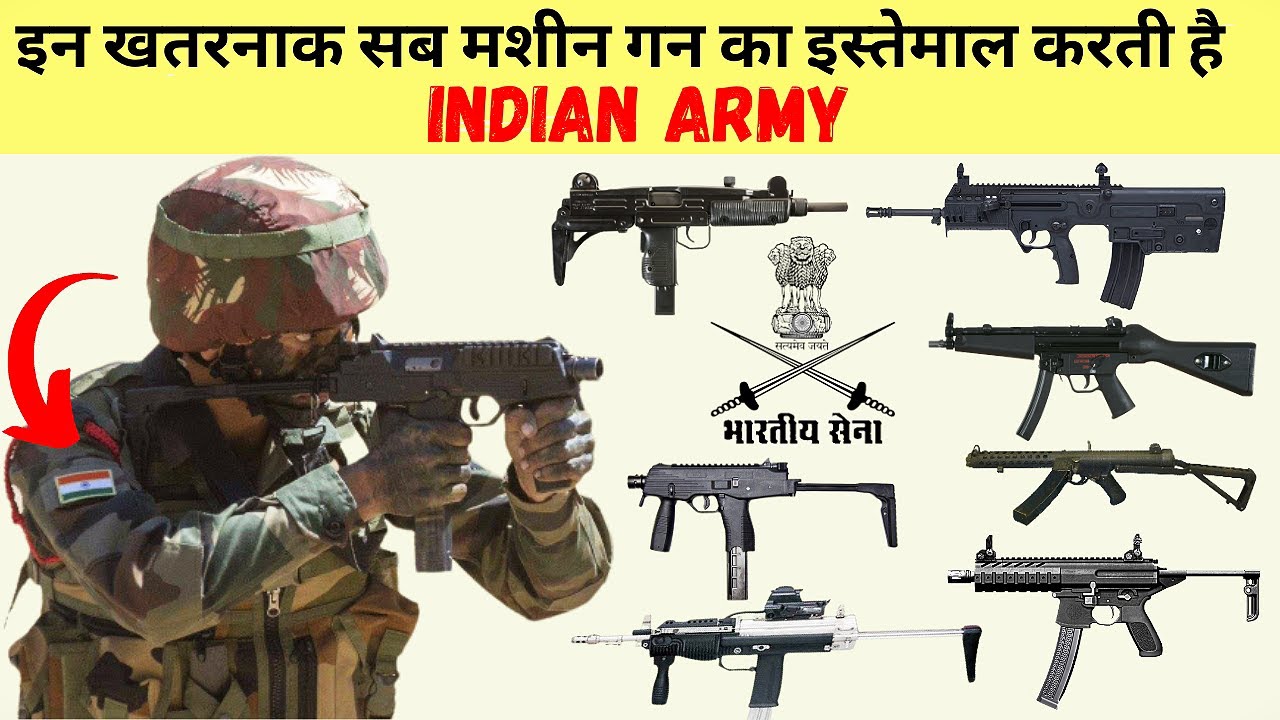 इन खतरनाक सब मशीन गन का इस्तेमाल करती है
INDIAN ARMY
सत्यमेव जयते
भारतीय सेना